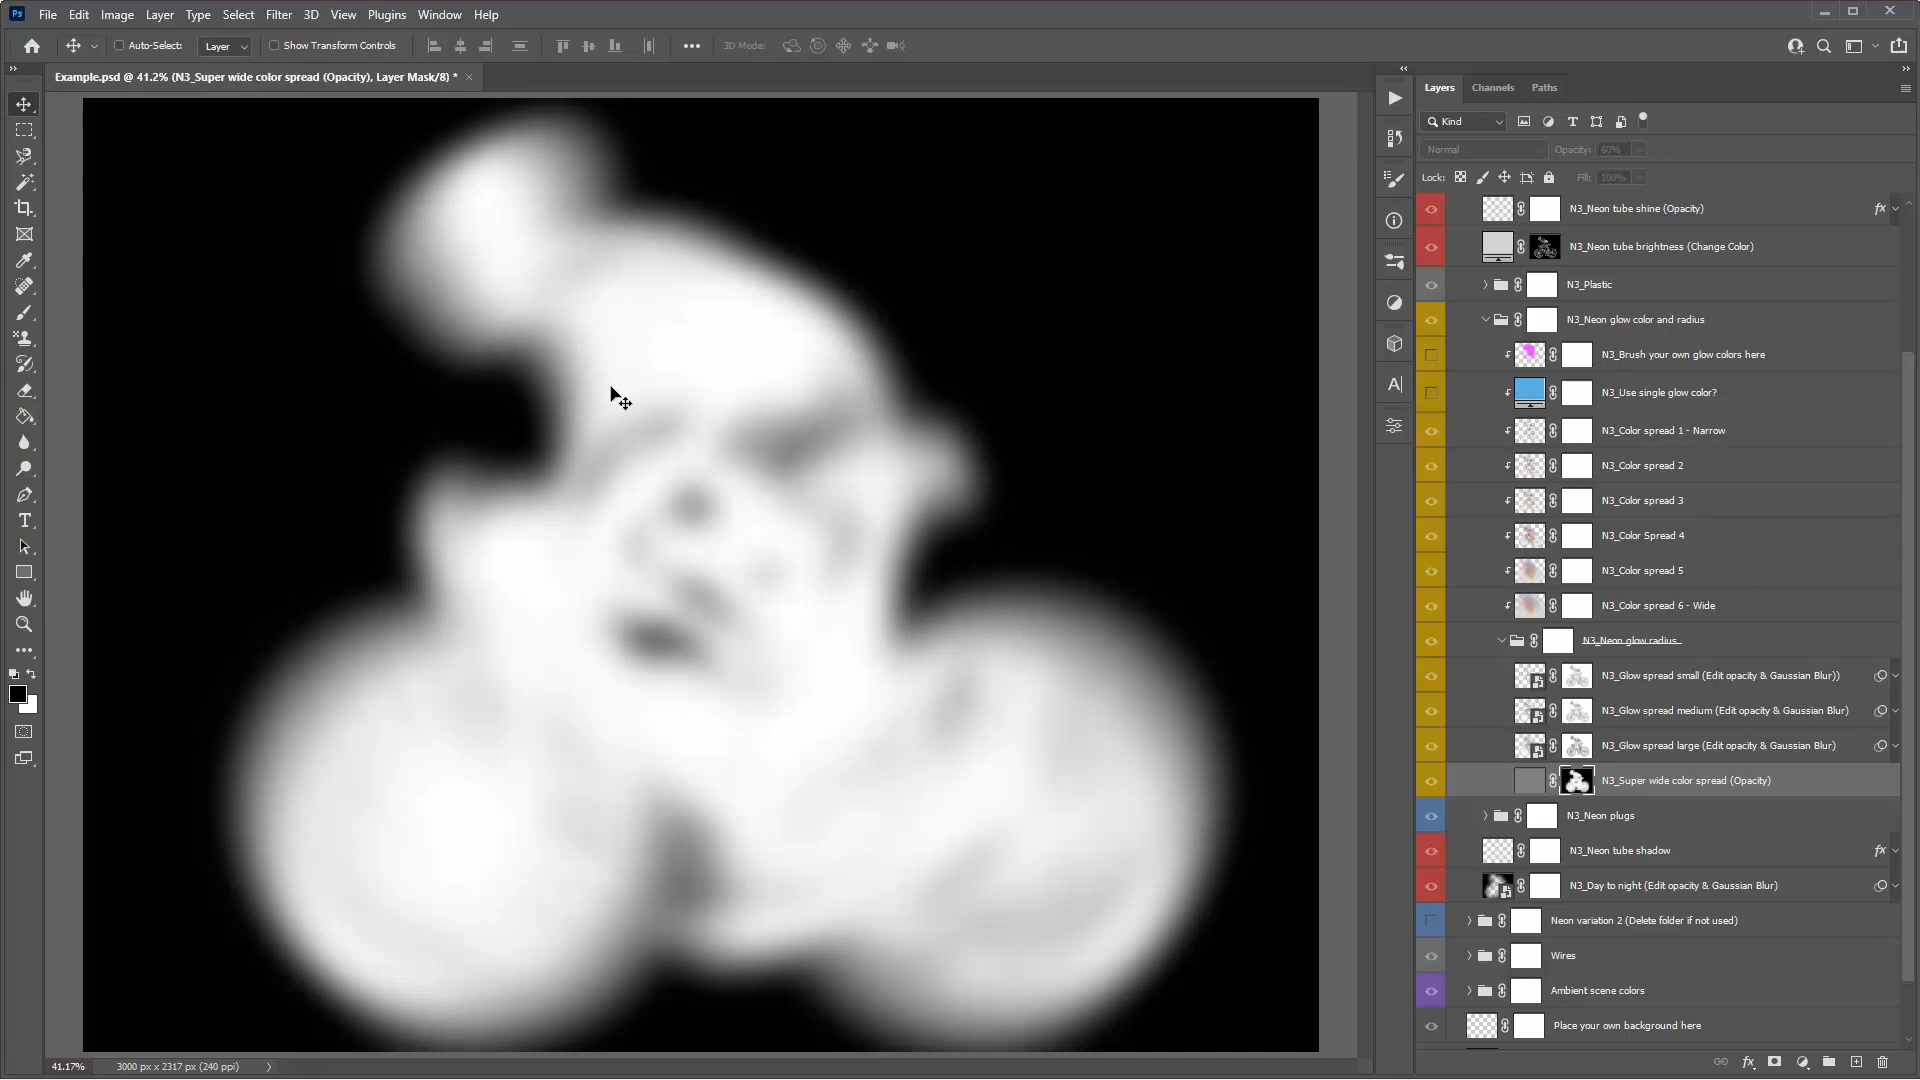 Ps File Edit Image Layer Type Select Filter 3D View Plugins Window Help
Auto-Select: Layer Show Transform Controls 3D Mode:
Example.psd @ 41.2% (N3_Super wide color spread (Opacity), Layer Mask/8) *
Layers Channels Paths
Kind
Normal Opacity: 60%
Lock: Fill: 100%
N3_Neon tube shine (Opacity) fx
N3_Neon tube brightness (Change Color)
N3_Plastic
N3_Neon glow color and radius
N3_Brush your own glow colors here
N3_Use single glow color?
N3_Color spread 1 - Narrow
N3_Color spread 2
N3_Color spread 3
N3_Color Spread 4
N3_Color spread 5
N3_Color spread 6 - Wide
N3_Neon glow radius
N3_Glow spread small (Edit opacity & Gaussian Blur))
N3_Glow spread medium (Edit opacity & Gaussian Blur)
N3_Glow spread large (Edit opacity & Gaussian Blur)
N3_Super wide color spread (Opacity)
N3_Neon plugs
N3_Neon tube shadow fx
N3_Day to night (Edit opacity & Gaussian Blur)
Neon variation 2 (Delete folder if not used)
Wires
Ambient scene colors
Place your own background here
41.17% 3000 px x 2317 px (240 ppi) fx